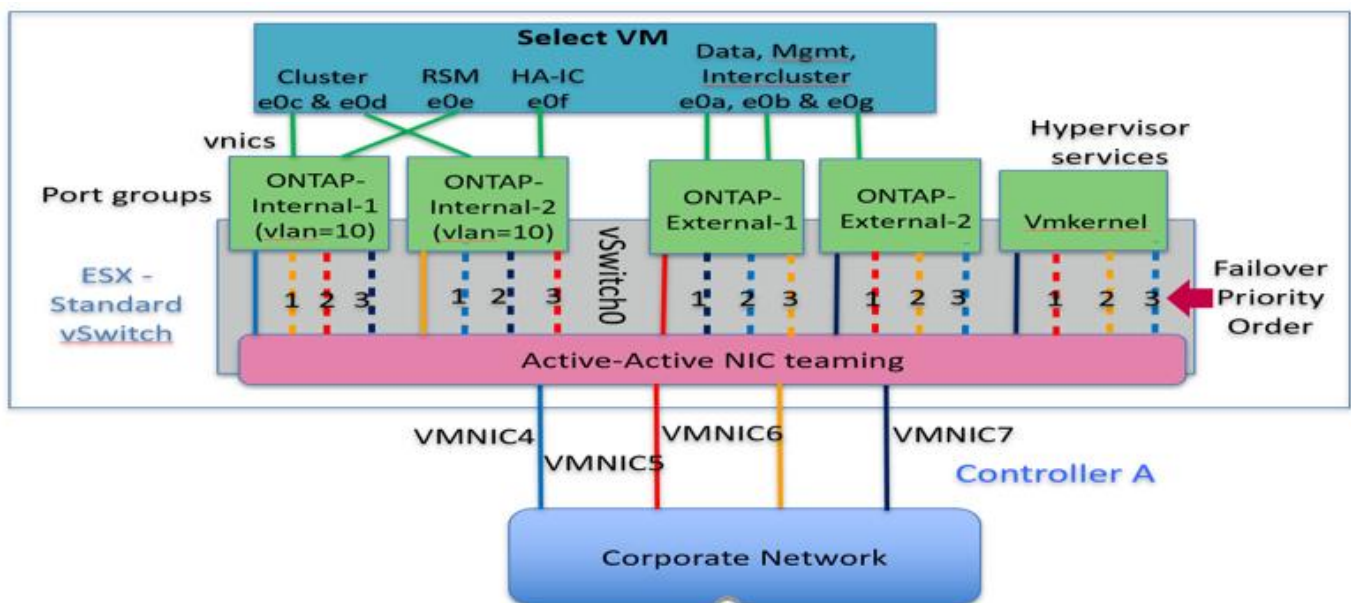 Select VM
Cluster
e0c & e0d
RSM
e0e
HA-IC
e0f
Data, Mgmt,
Intercluster
e0a, e0b & e0g
vnics
Hypervisor
services
Port groups
ONTAP-
Internal-1
(vlan=10)
ONTAP-
Internal-2
(vlan=10)
ONTAP-
External-1
ONTAP-
External-2
Vmkernel
ESX -
Standard
vSwitch
vSwitch0
1 2 3
1 2 3
1 2 3
1 2 3
1 2 3
Failover
Priority
Order
Active-Active NIC teaming
VMNIC4
VMNIC5
VMNIC6
VMNIC7
Controller A
Corporate Network